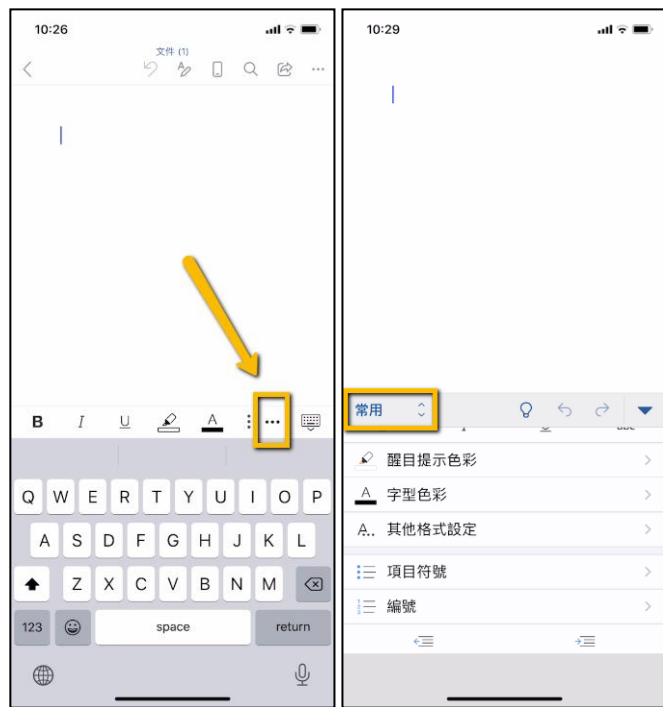 10:26
文件 (1)
B I U A
Q W E R T Y U I O P
A S D F G H J K L
Z X C V B N M
123 space return
10:29
常用
醒目提示色彩
A 字型色彩
A.. 其他格式設定
項目符號
編號